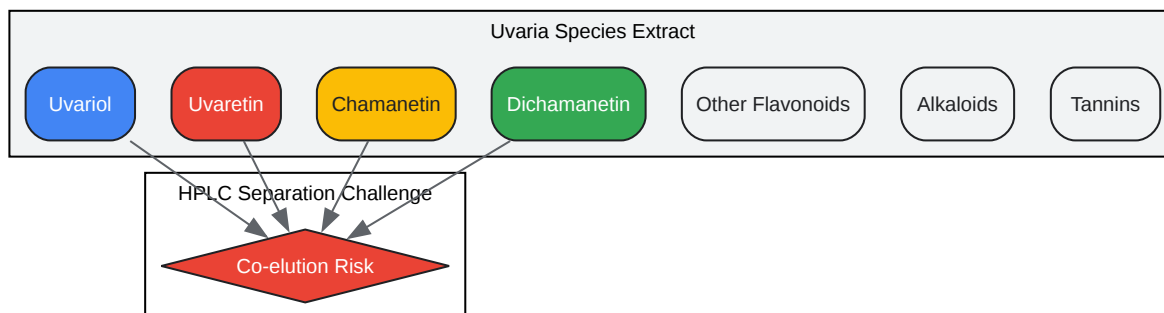 Uvaria Species Extract
Uvariol
Uvaretin
Chamanetin
Dichamanetin
Other Flavonoids
Alkaloids
Tannins
HPLC Separation Challenge
Co-elution Risk